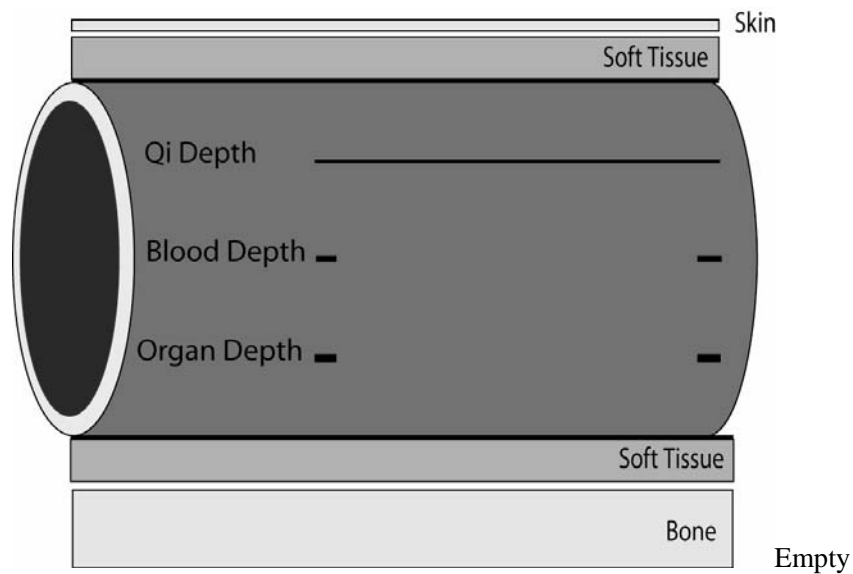 Skin
Soft Tissue
Qi Depth
Blood Depth
Organ Depth
Soft Tissue
Bone
Empty